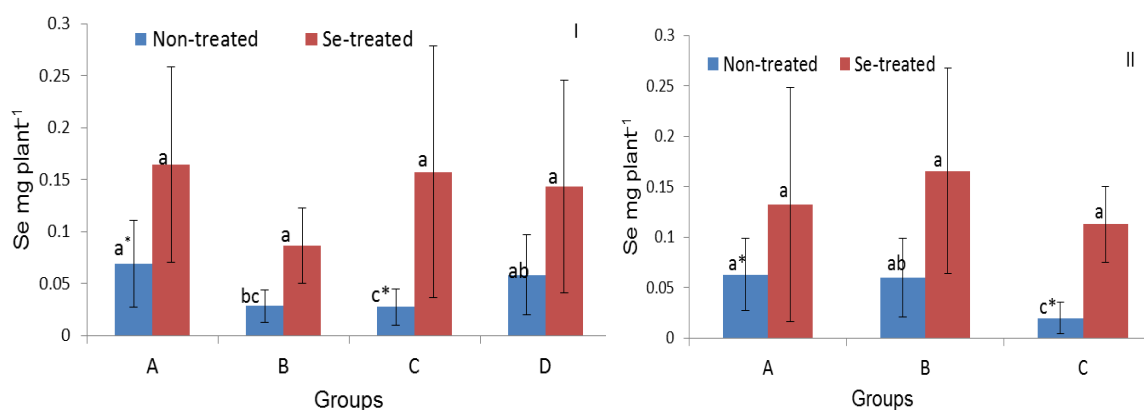 0.3
Non-treated Se-treated I
0.25
0.2
0.15
0.1
0.05
0
Se mg plant⁻¹
a* a bc a c* a ab a
A B C D
Groups
0.3
Non-treated Se-treated II
0.25
0.2
0.15
0.1
0.05
0
Se mg plant⁻¹
a* a ab a c* a
A B C
Groups